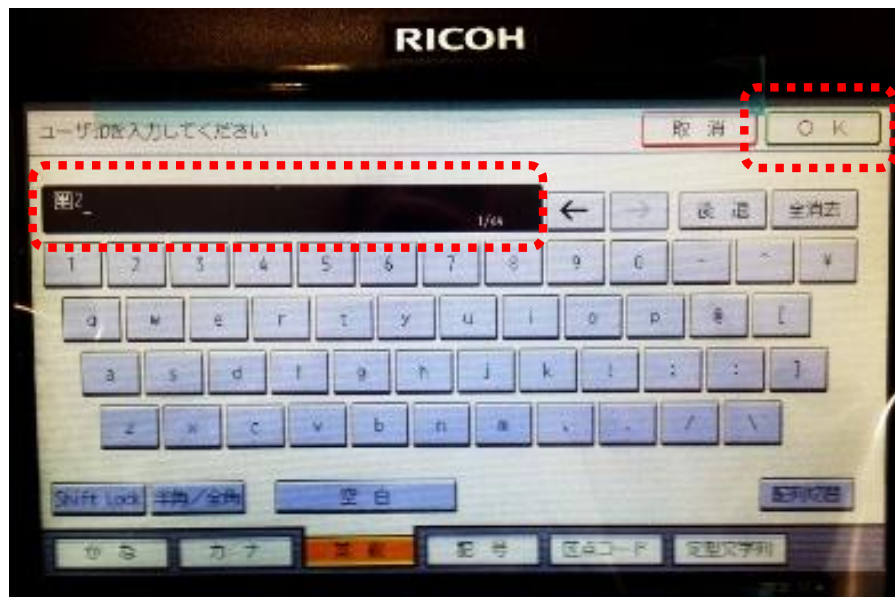 RICOH
ユーザIDを入力してください
取 消
O K
半2_
1/64
← → 後 退 全消去
1 2 3 4 5 6 7 8 9 0 - ^ ¥
q w e r t y u i o p @ [
a s d f g h j k l ; : ]
z x c v b n m , . / \
Shift Lock 半角/全角 空 白 配列切替
か な カ ナ 英 数 記 号 区点コード 定型文字列